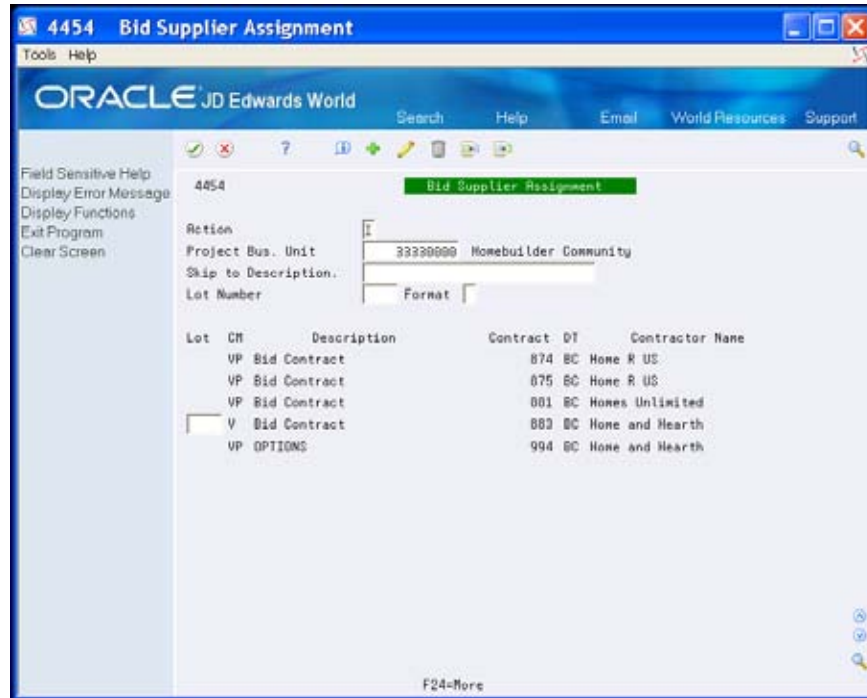 4454 Bid Supplier Assignment
Tools Help
ORACLE JD Edwards World
Search Help Email World Resources Support
Field Sensitive Help
Display Error Message
Display Functions
Exit Program
Clear Screen
4454 Bid Supplier Assignment
Action I
Project Bus. Unit 33330000 Homebuilder Community
Skip to Description.
Lot Number Format
Lot CM Description Contract DT Contractor Name
VP Bid Contract 874 BC Home R US
VP Bid Contract 875 BC Home R US
VP Bid Contract 881 BC Homes Unlimited
V Bid Contract 883 BC Home and Hearth
VP OPTIONS 994 BC Home and Hearth
F24=More